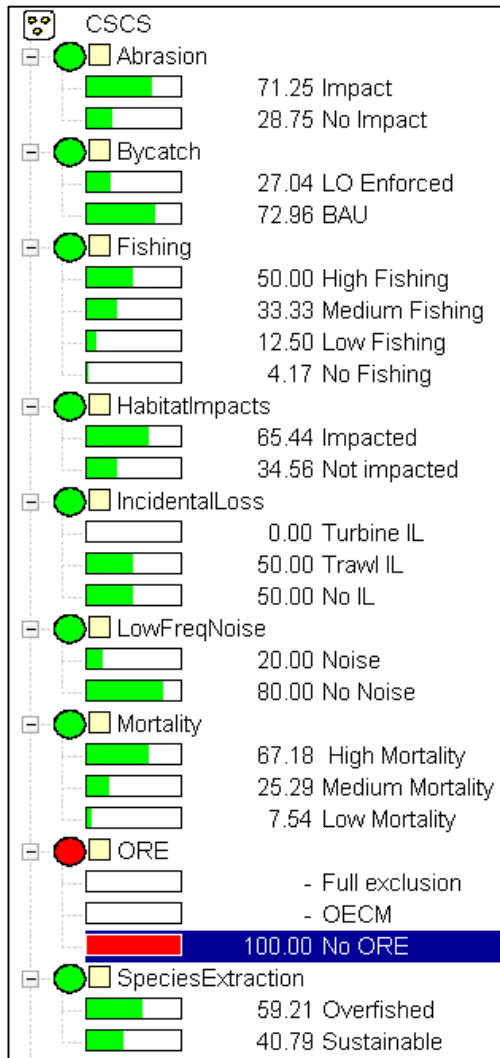 CSCS
Abrasion
71.25 Impact
28.75 No Impact
Bycatch
27.04 LO Enforced
72.96 BAU
Fishing
50.00 High Fishing
33.33 Medium Fishing
12.50 Low Fishing
4.17 No Fishing
HabitatImpacts
65.44 Impacted
34.56 Not impacted
IncidentalLoss
0.00 Turbine IL
50.00 Trawl IL
50.00 No IL
LowFreqNoise
20.00 Noise
80.00 No Noise
Mortality
67.18 High Mortality
25.29 Medium Mortality
7.54 Low Mortality
ORE
- Full exclusion
- OECM
100.00 No ORE
SpeciesExtraction
59.21 Overfished
40.79 Sustainable